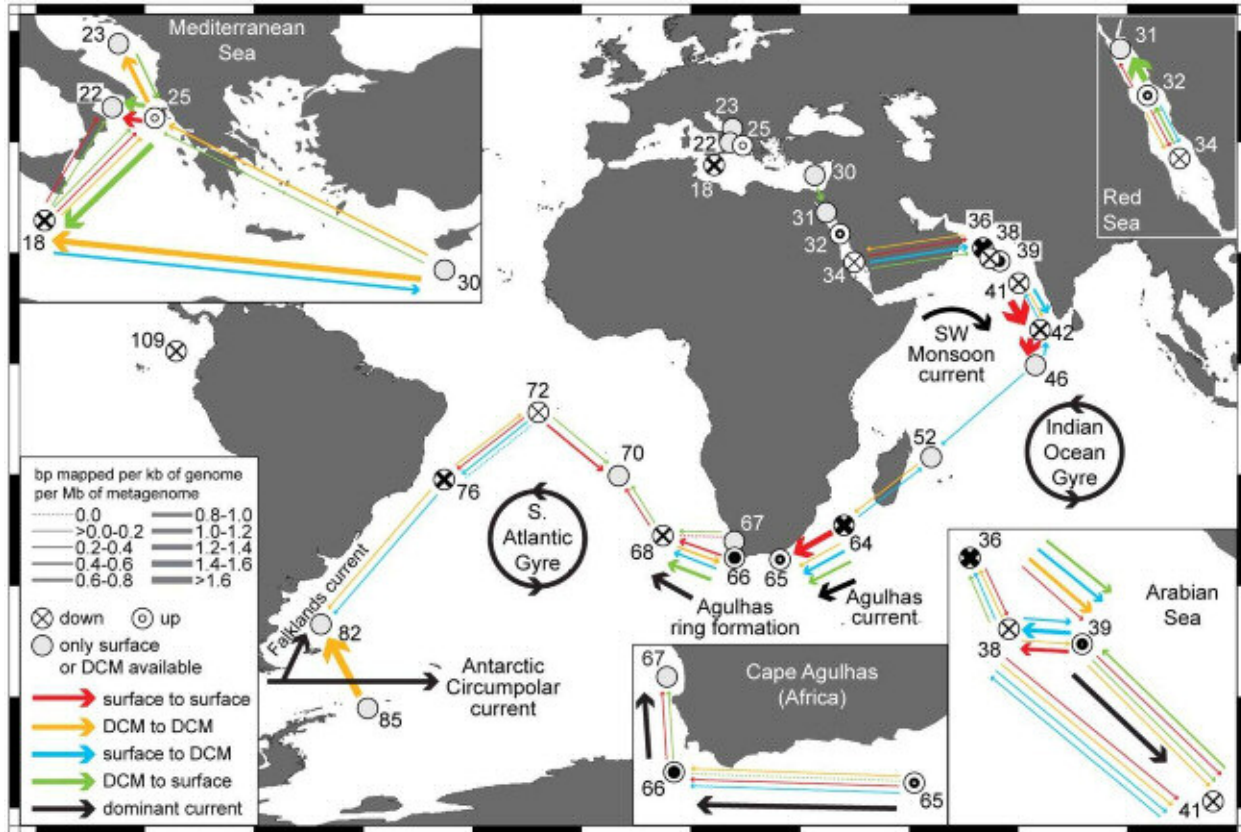 Mediterranean
Sea
23
22
25
18
30
31
32
34
Red
Sea
23
25
22
18
30
31
32
34
36
38
39
41
42
46
SW
Monsoon
current
109
72
70
52
Indian
Ocean
Gyre
76
S.
Atlantic
Gyre
67
68
66
65
64
Agulhas
ring formation
Agulhas
current
Falklands current
82
85
Antarctic
Circumpolar
current
bp mapped per kb of genome
per Mb of metagenome
0.0 0.8-1.0
>0.0-0.2 1.0-1.2
0.2-0.4 1.2-1.4
0.4-0.6 1.4-1.6
0.6-0.8 >1.6
down up
only surface
or DCM available
surface to surface
DCM to DCM
surface to DCM
DCM to surface
dominant current
67
Cape Agulhas
(Africa)
66
65
36
Arabian
Sea
39
38
41